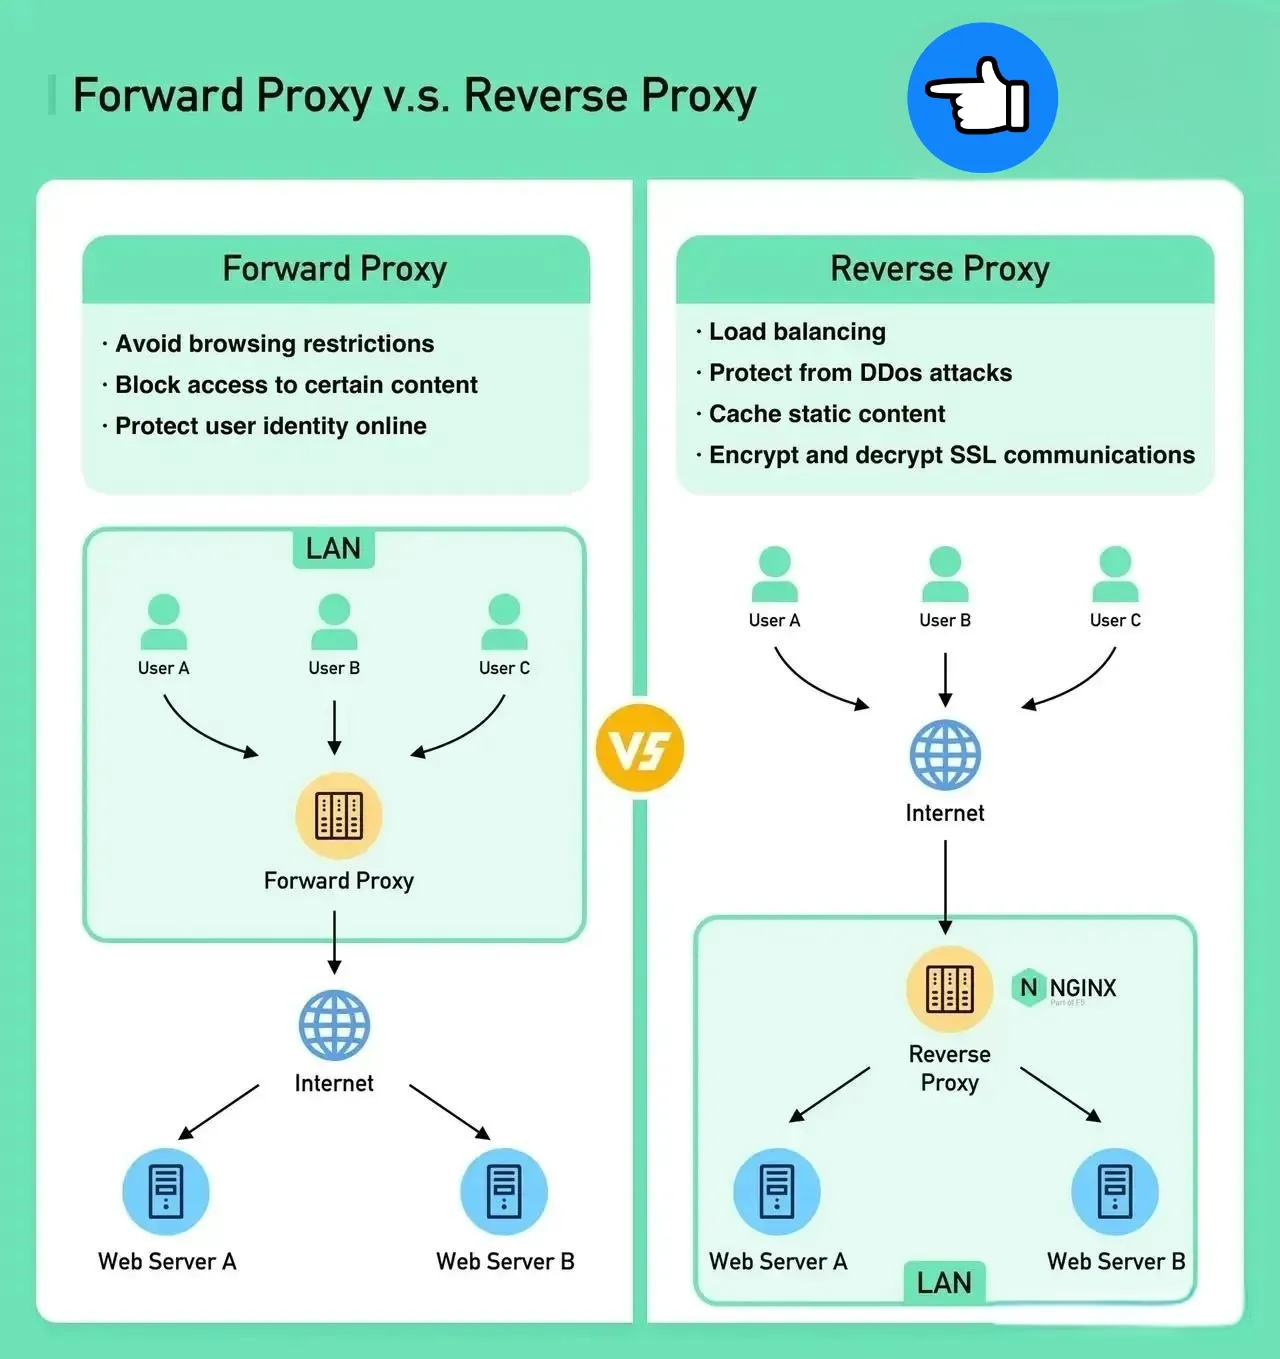 Forward Proxy v.s. Reverse Proxy
Forward Proxy
· Avoid browsing restrictions
· Block access to certain content
· Protect user identity online
LAN
User A
User B
User C
Forward Proxy
Internet
Web Server A
Web Server B
VS
Reverse Proxy
· Load balancing
· Protect from DDos attacks
· Cache static content
· Encrypt and decrypt SSL communications
User A
User B
User C
Internet
N NGINX
Part of F5
Reverse
Proxy
Web Server A
Web Server B
LAN